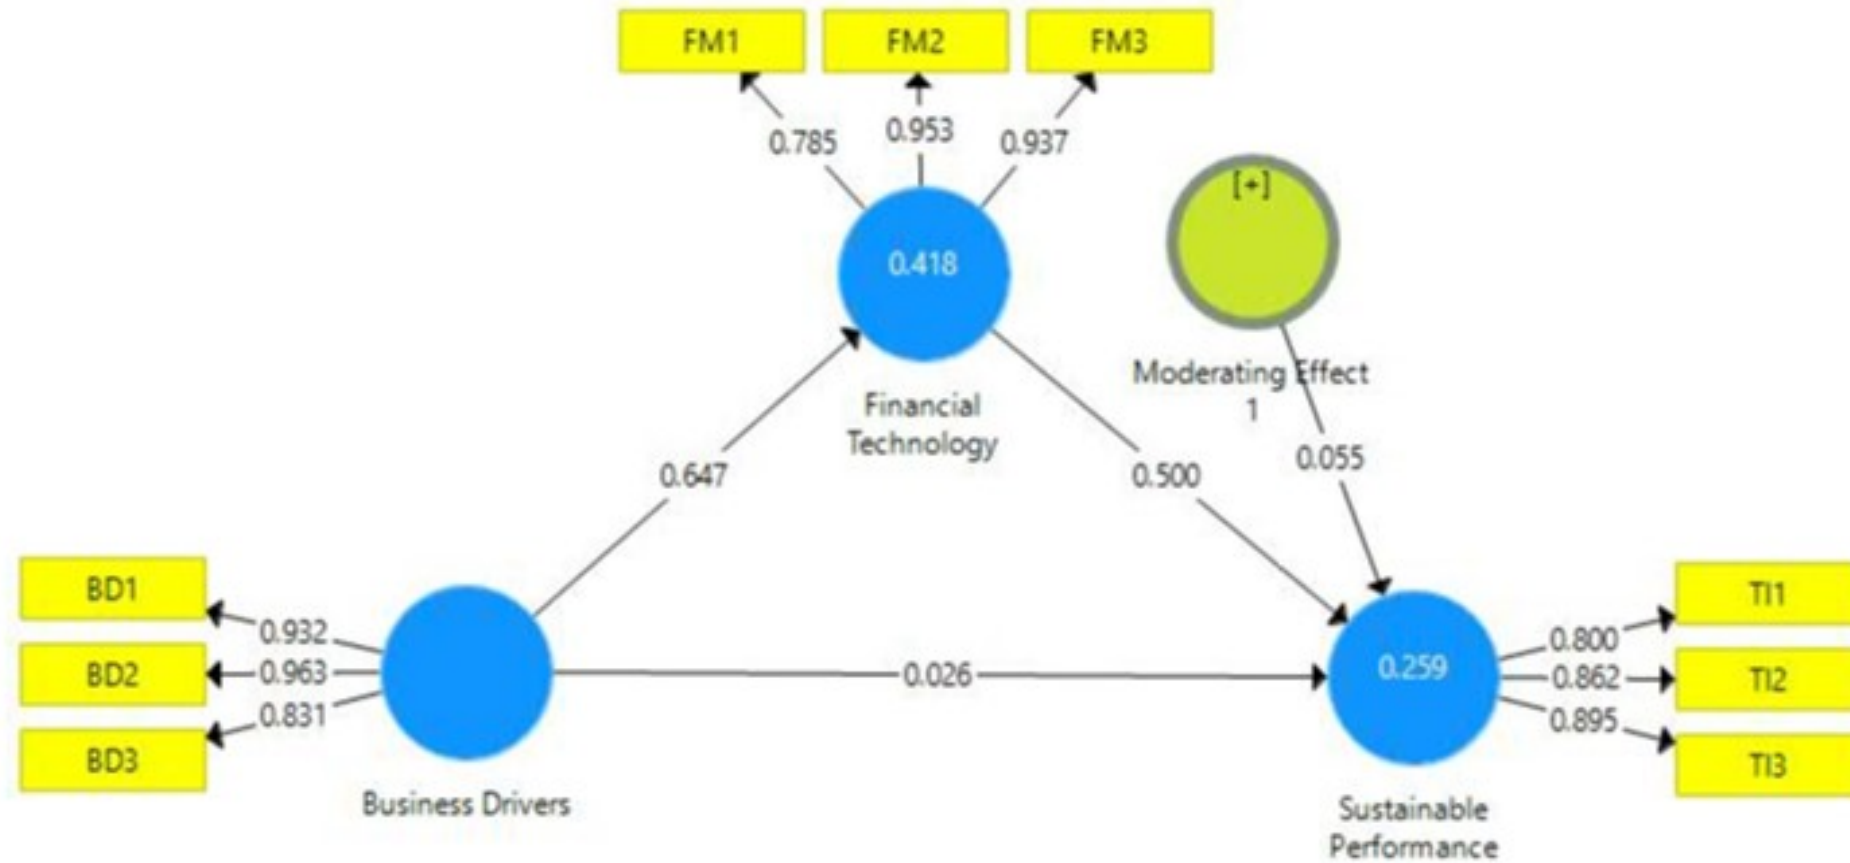 FM1 FM2 FM3
0.785 0.953 0.937
[+]
0.418
Moderating Effect
1
Financial
Technology
0.647
0.500
0.055
BD1
BD2
BD3
0.932
0.963
0.831
Business Drivers
0.026
0.259
Sustainable
Performance
0.800
0.862
0.895
TI1
TI2
TI3